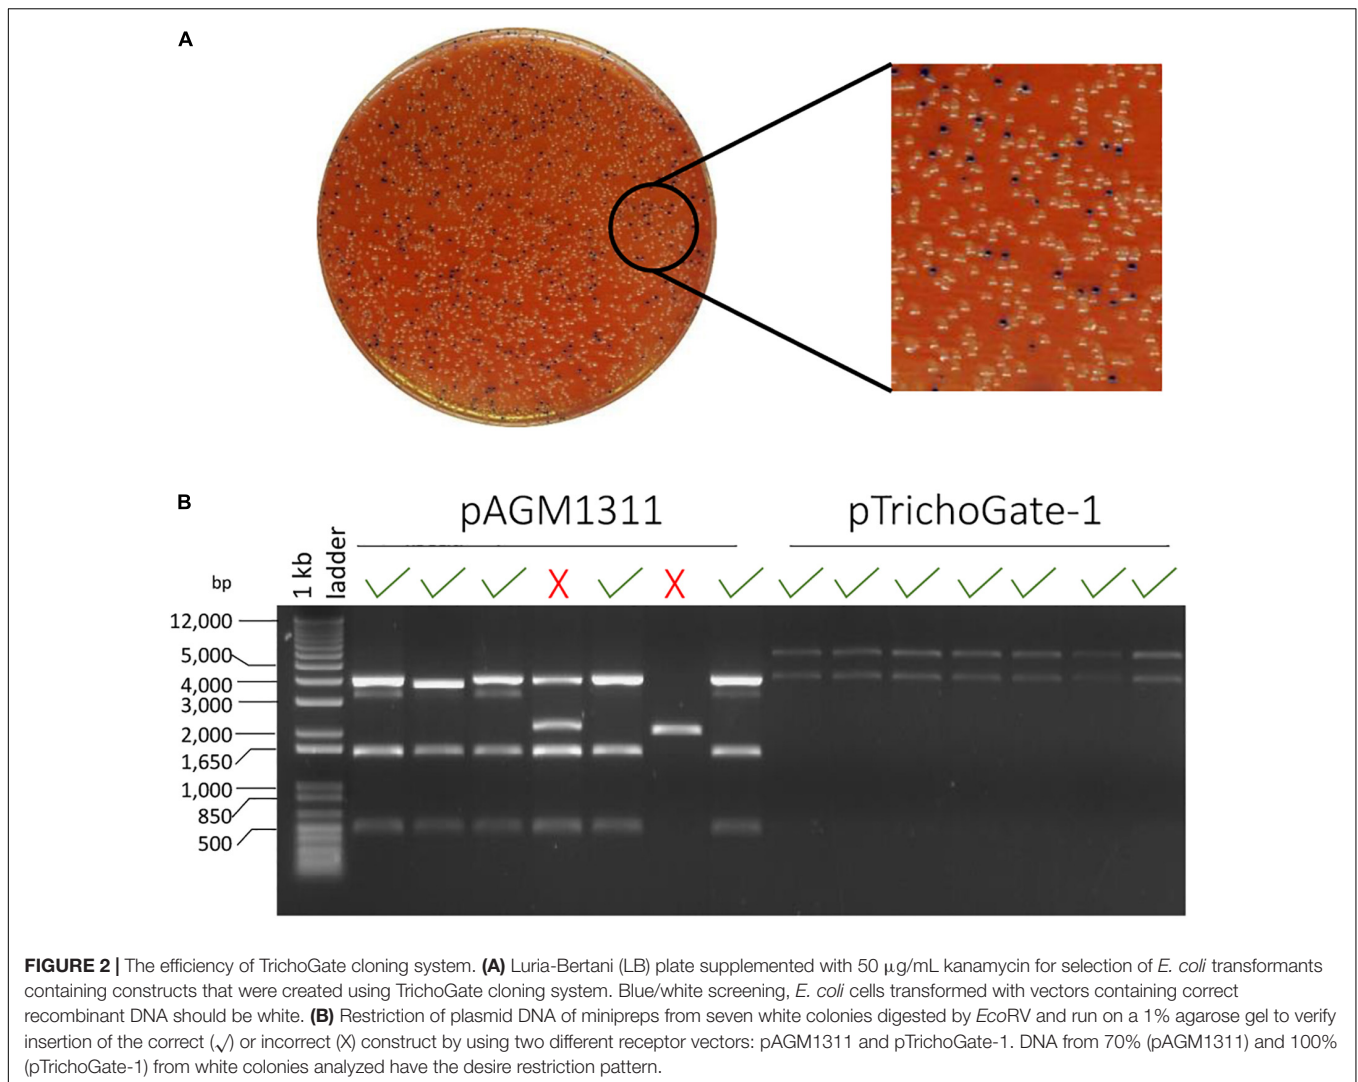 A
B
pAGM1311
pTrichoGate-1
1 kb
ladder
bp
X
X
12,000
5,000
4,000
3,000
2,000
1,650
1,000
850
500
FIGURE 2 | The efficiency of TrichoGate cloning system. (A) Luria-Bertani (LB) plate supplemented with 50 μg/mL kanamycin for selection of E. coli transformants
containing constructs that were created using TrichoGate cloning system. Blue/white screening, E. coli cells transformed with vectors containing correct
recombinant DNA should be white. (B) Restriction of plasmid DNA of minipreps from seven white colonies digested by EcoRV and run on a 1% agarose gel to verify
insertion of the correct (√) or incorrect (X) construct by using two different receptor vectors: pAGM1311 and pTrichoGate-1. DNA from 70% (pAGM1311) and 100%
(pTrichoGate-1) from white colonies analyzed have the desire restriction pattern.